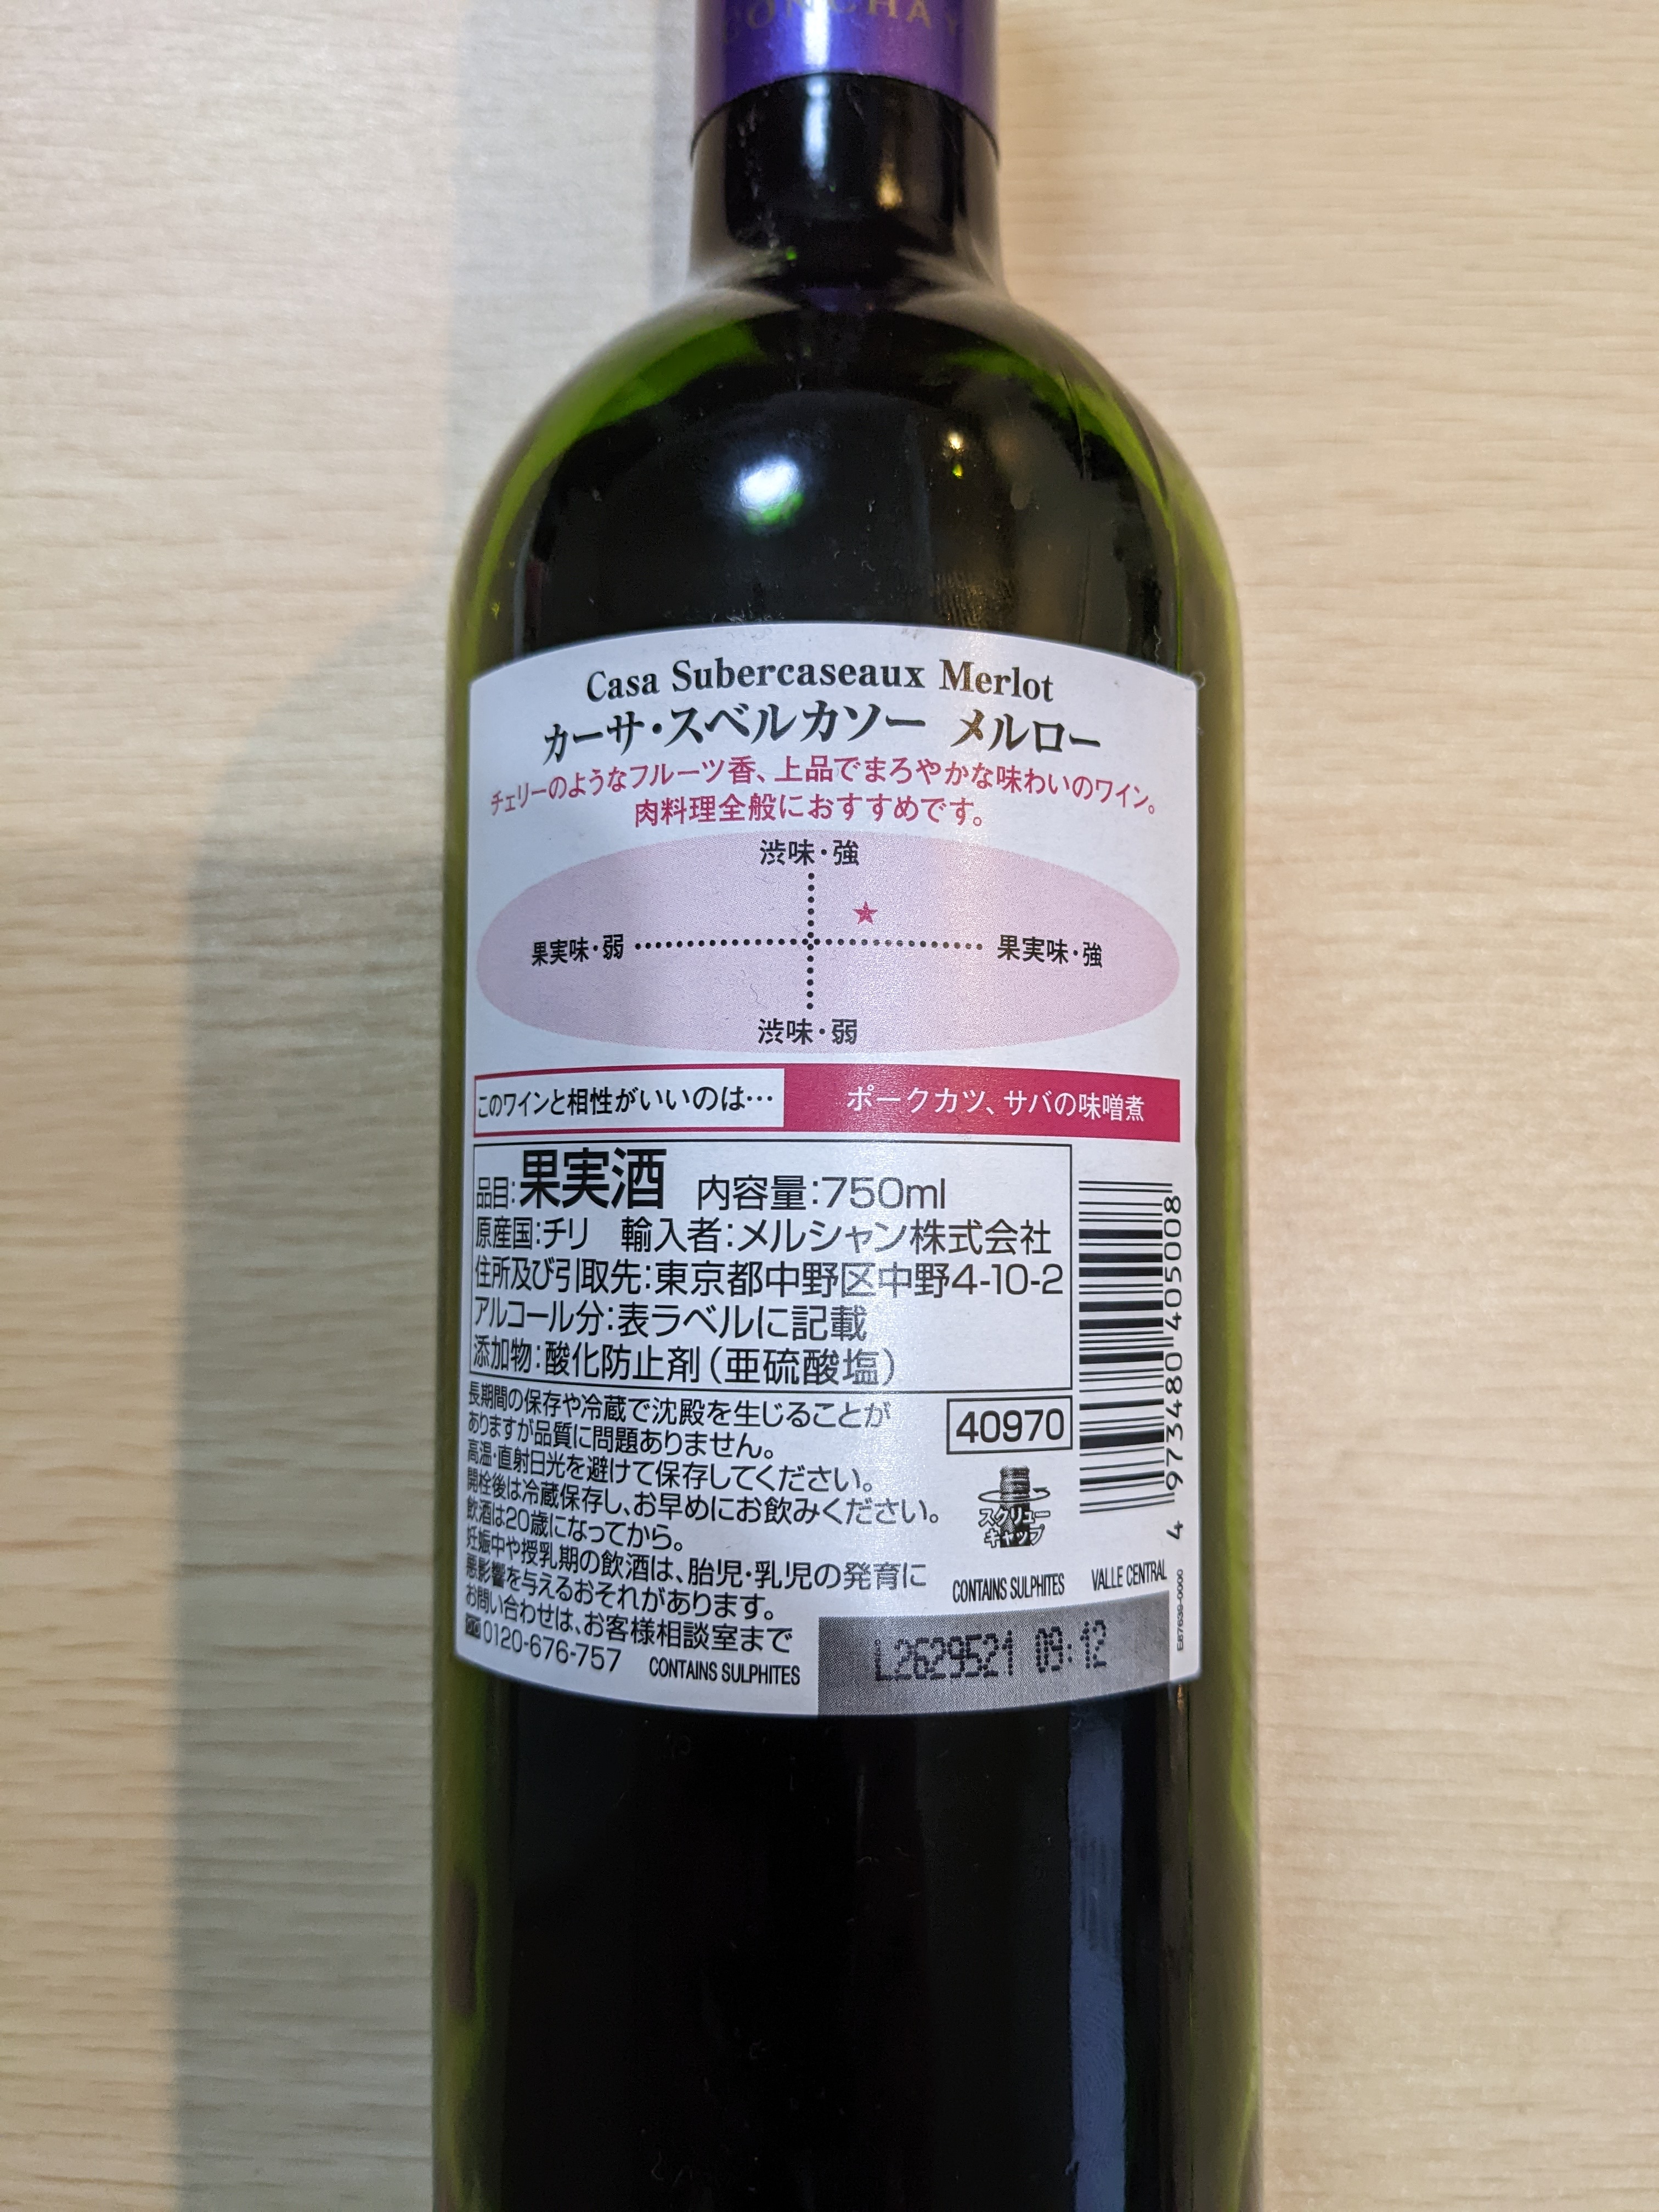 CONCHA Y
Casa Subercaseaux Merlot
カーサ・スベルカソー メルロー
チェリーのようなフルーツ香、上品でまろやかな味わいのワイン。
肉料理全般におすすめです。
渋味・強
果実味・弱 果実味・強
渋味・弱
このワインと相性がいいのは… ポークカツ、サバの味噌煮
品目:果実酒 内容量:750ml
原産国:チリ 輸入者:メルシャン株式会社
住所及び引取先:東京都中野区中野4-10-2
アルコール分:表ラベルに記載
添加物:酸化防止剤(亜硫酸塩)
4 973480 405008
長期間の保存や冷蔵で沈殿を生じることが
ありますが品質に問題ありません。
高温・直射日光を避けて保存してください。
開栓後は冷蔵保存し、お早めにお飲みください。
飲酒は20歳になってから。
妊娠中や授乳期の飲酒は、胎児・乳児の発育に
悪影響を与えるおそれがあります。
お問い合わせは、お客様相談室まで
0120-676-757 CONTAINS SULPHITES
40970
スクリュー
キャップ
CONTAINS SULPHITES VALLE CENTRAL
L2629521 09:12